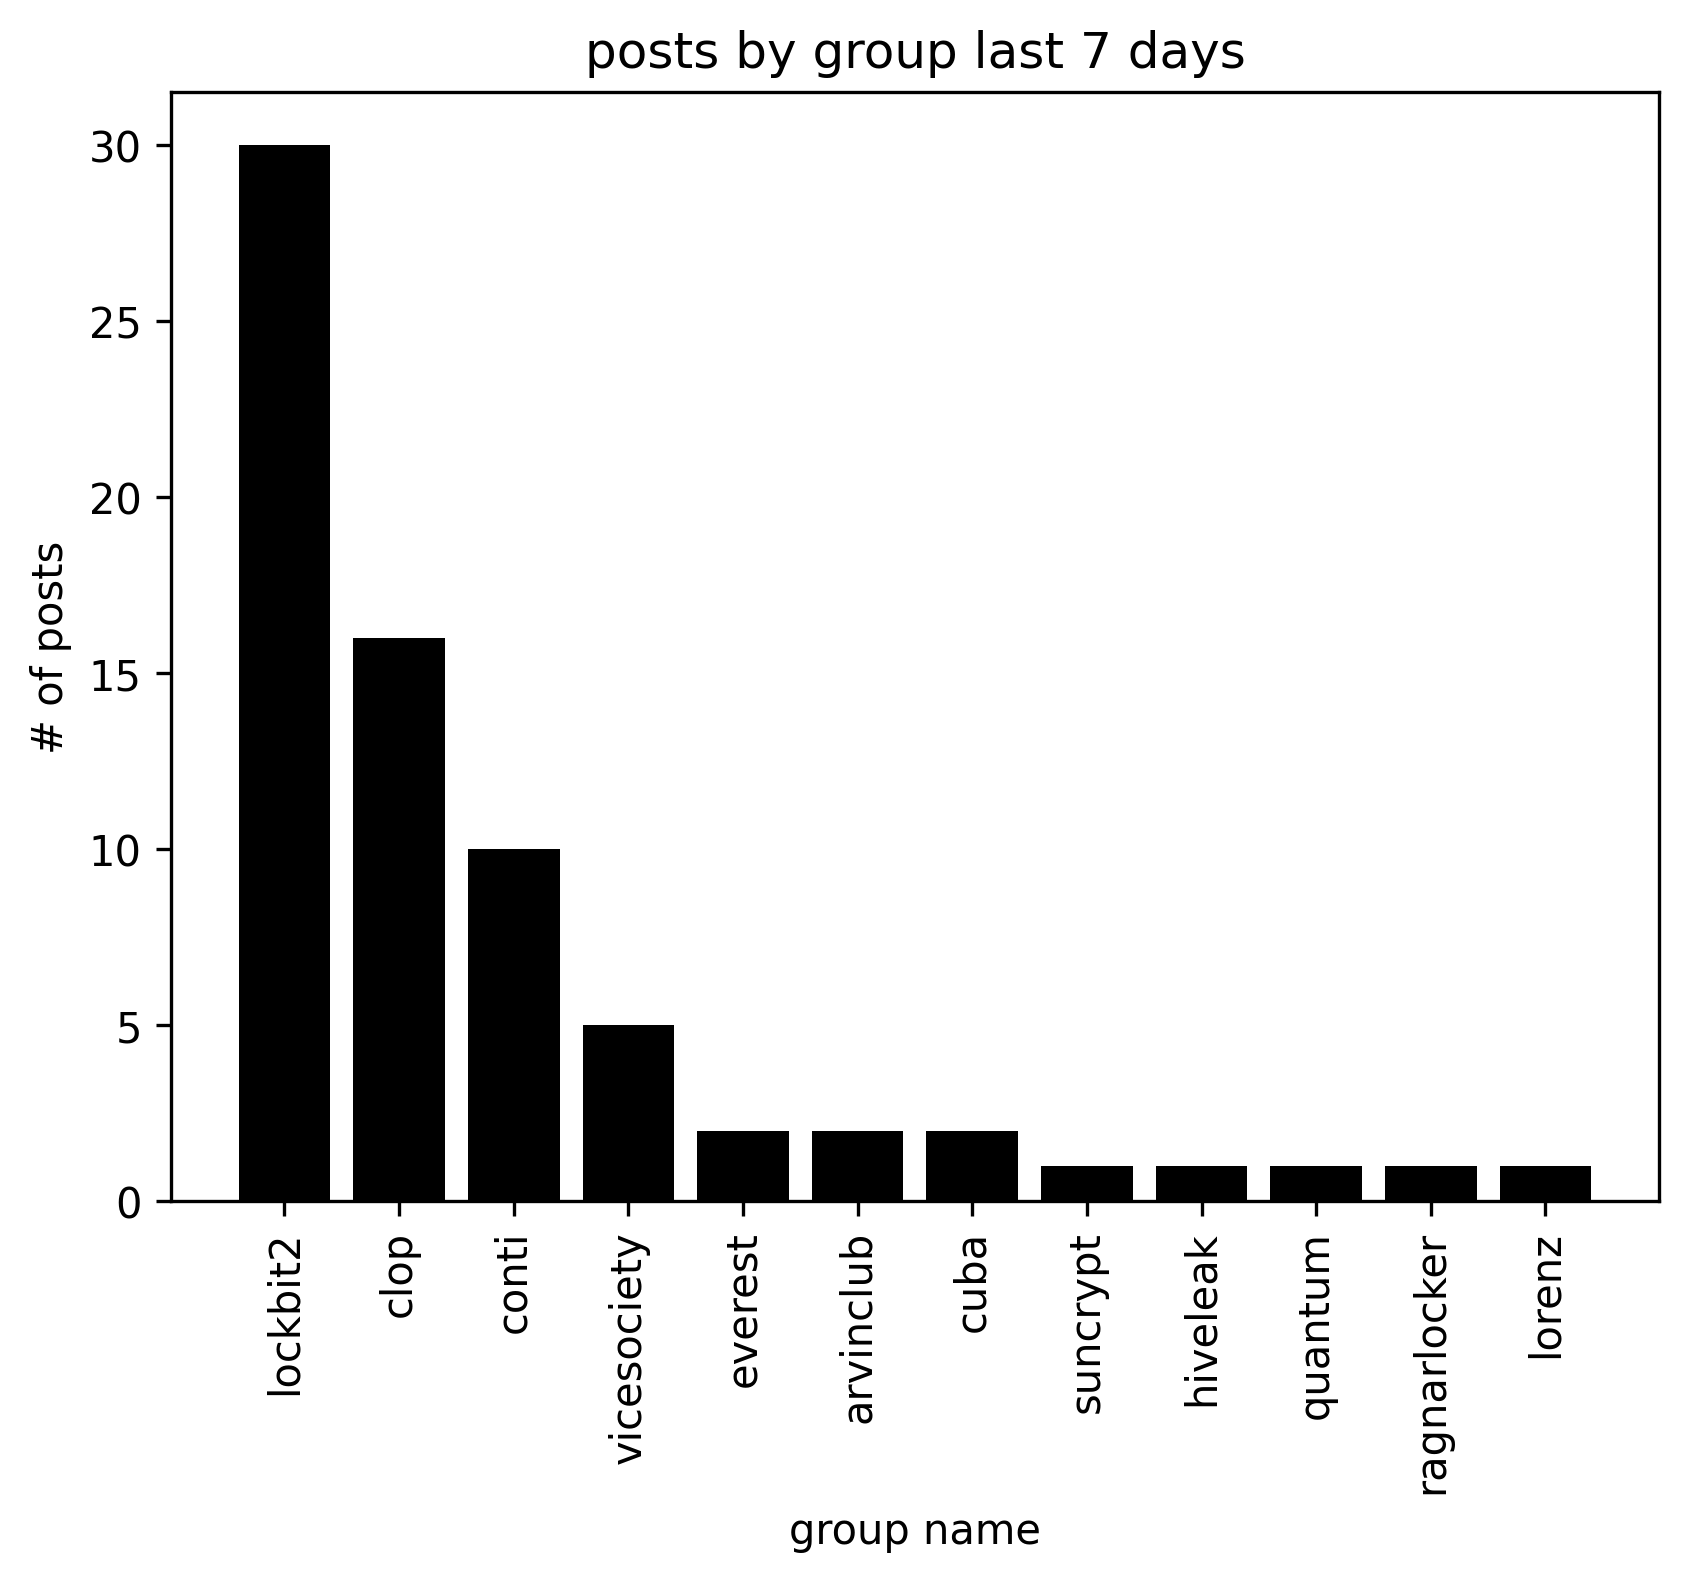 posts by group last 7 days
# of posts
30
25
20
15
10
5
0
lockbit2
clop
conti
vicesociety
everest
arvinclub
cuba
suncrypt
hiveleak
quantum
ragnarlocker
lorenz
group name